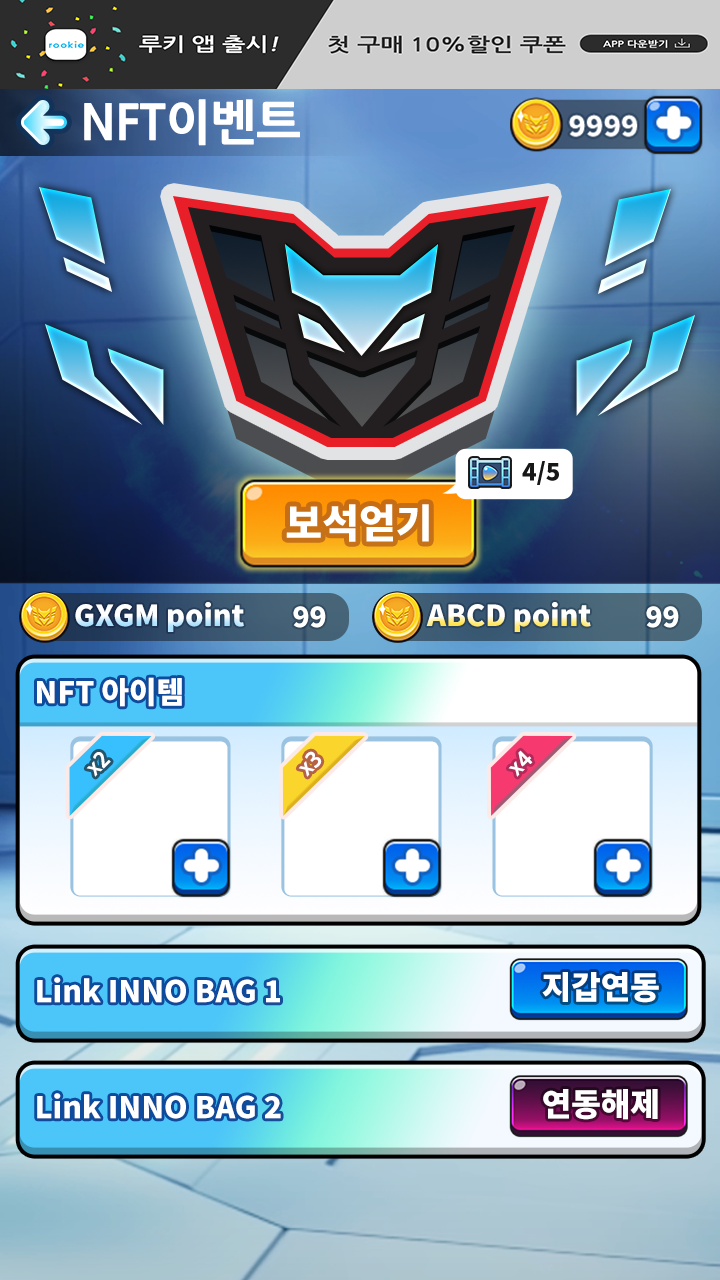 rookie
루키 앱 출시!
첫 구매 10%할인 쿠폰
APP 다운받기
NFT이벤트
9999
4/5
보석얻기
GXGM point 99
ABCD point 99
NFT 아이템
x2
x3
x4
Link INNO BAG 1
지갑연동
Link INNO BAG 2
연동해제